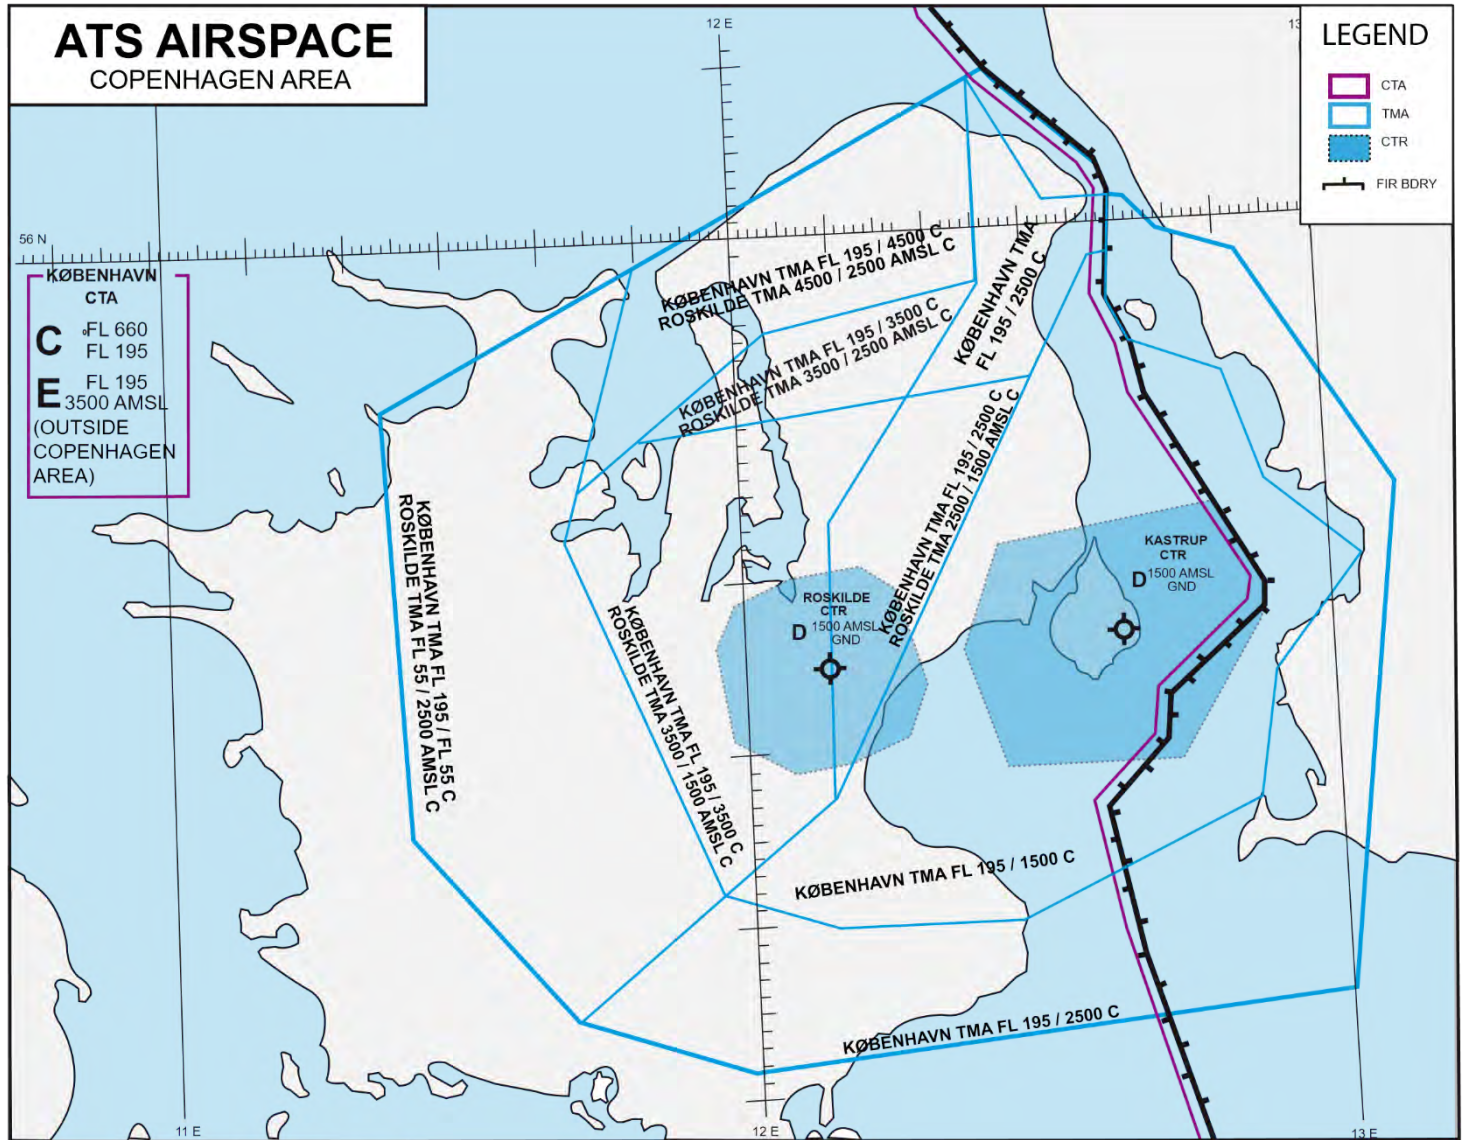 ATS AIRSPACE
COPENHAGEN AREA
12 E
LEGEND
CTA
TMA
CTR
FIR BDRY
56 N
KØBENHAVN
CTA
C FL 660
FL 195
E FL 195
3500 AMSL
(OUTSIDE
COPENHAGEN
AREA)
KØBENHAVN TMA FL 195 / 4500 C
ROSKILDE TMA 4500 / 2500 AMSL C
KØBENHAVN TMA FL 195 / 3500 C
ROSKILDE TMA 3500 / 2500 AMSL C
KØBENHAVN TMA
FL 195 / 2500 C
KØBENHAVN TMA FL 195 / 2500 C
ROSKILDE TMA 2500 / 1500 AMSL C
KØBENHAVN TMA FL 195 / FL 55 C
ROSKILDE TMA FL 55 / 2500 AMSL C
KØBENHAVN TMA FL 195 / 3500 C
ROSKILDE TMA 3500 / 1500 AMSL C
ROSKILDE
CTR
D 1500 AMSL
GND
KASTRUP
CTR
D 1500 AMSL
GND
KØBENHAVN TMA FL 195 / 1500 C
KØBENHAVN TMA FL 195 / 2500 C
11 E
12 E
13 E